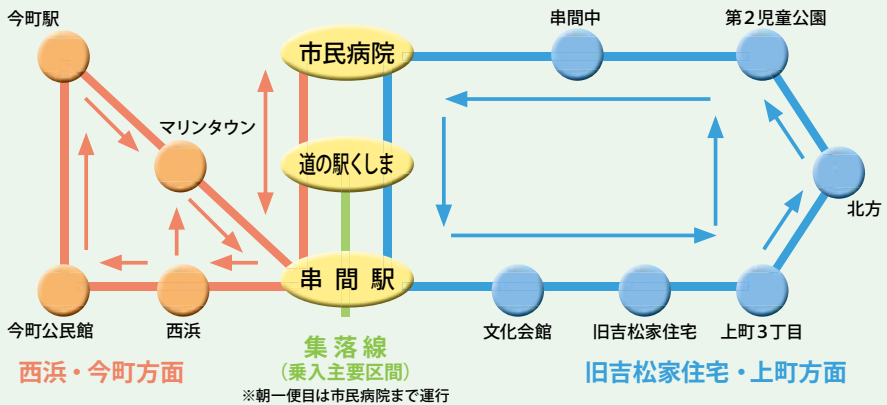 今町駅
市民病院
串間中
第2児童公園
マリンタウン
道の駅くしま
北方
串間駅
今町公民館
西浜
文化会館
旧吉松家住宅
上町3丁目
西浜・今町方面
集落線
(乗入主要区間)
※朝一便目は市民病院まで運行
旧吉松家住宅・上町方面